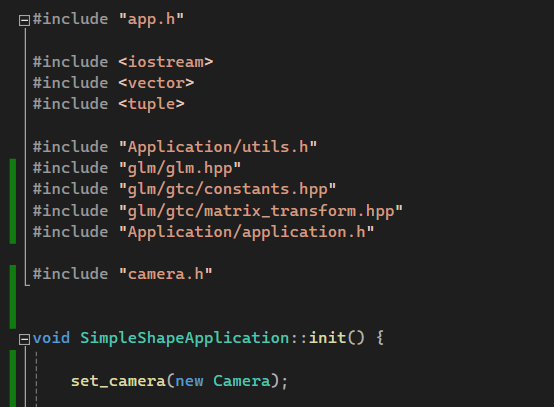 #include "app.h"
#include <iostream>
#include <vector>
#include <tuple>
#include "Application/utils.h"
#include "glm/glm.hpp"
#include "glm/gtc/constants.hpp"
#include "glm/gtc/matrix_transform.hpp"
#include "Application/application.h"
#include "camera.h"
void SimpleShapeApplication::init() {
set_camera(new Camera);